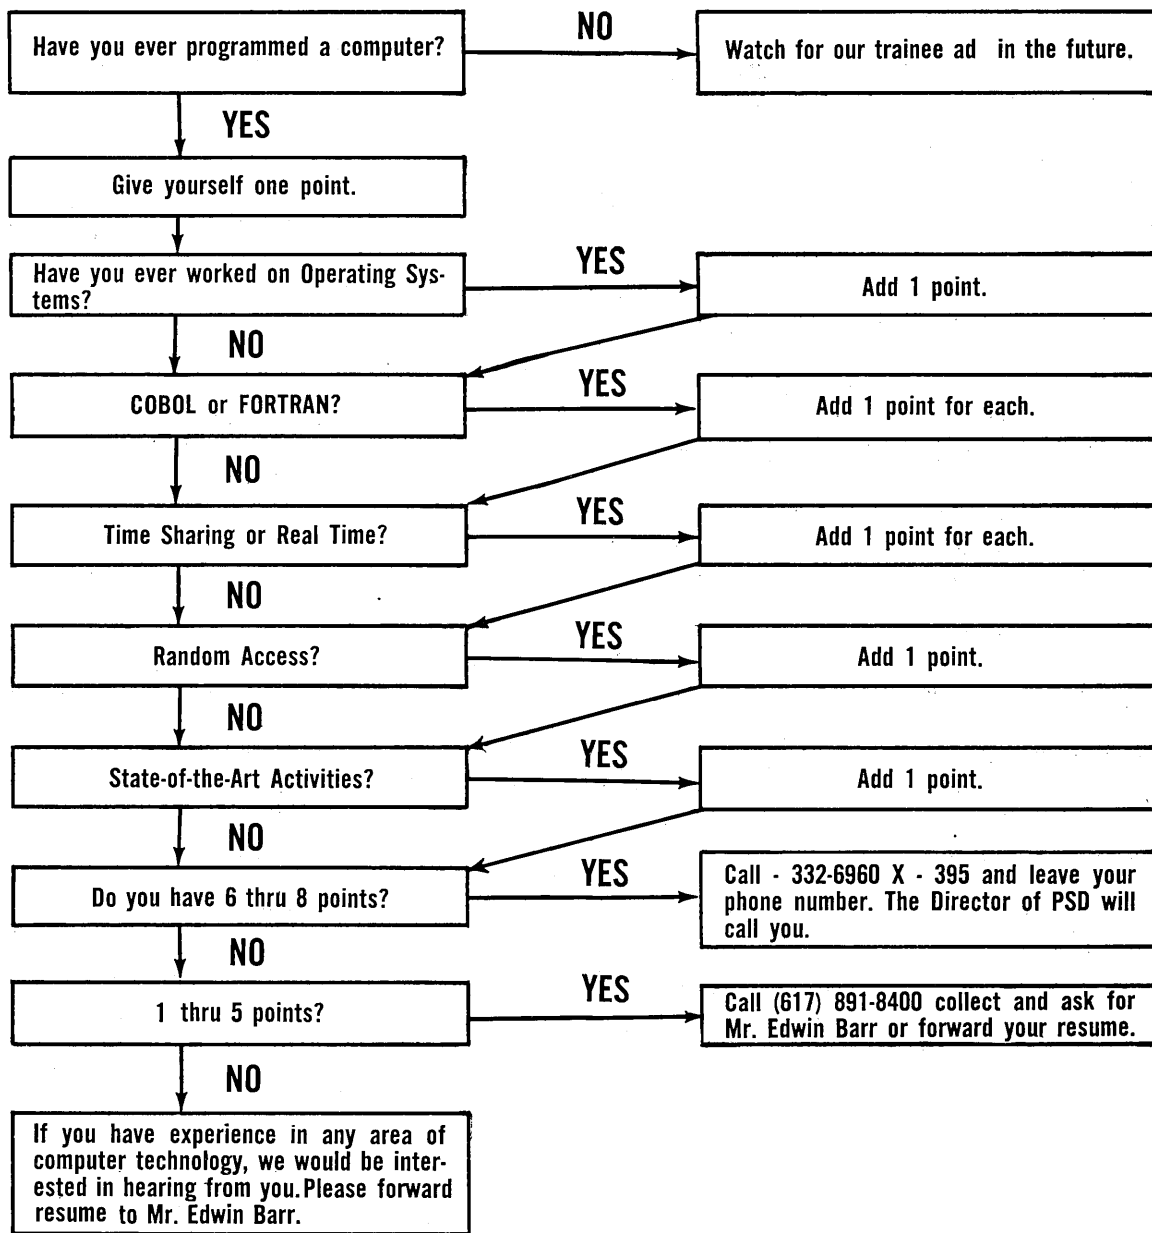 Have you ever programmed a computer?
NO
Watch for our trainee ad in the future.
YES
Give yourself one point.
Have you ever worked on Operating Sys-
tems?
YES
Add 1 point.
NO
COBOL or FORTRAN?
YES
Add 1 point for each.
NO
Time Sharing or Real Time?
YES
Add 1 point for each.
NO
Random Access?
YES
Add 1 point.
NO
State-of-the-Art Activities?
YES
Add 1 point.
NO
Do you have 6 thru 8 points?
YES
Call - 332-6960 X - 395 and leave your
phone number. The Director of PSD will
call you.
NO
1 thru 5 points?
YES
Call (617) 891-8400 collect and ask for
Mr. Edwin Barr or forward your resume.
NO
If you have experience in any area of
computer technology, we would be inter-
ested in hearing from you. Please forward
resume to Mr. Edwin Barr.